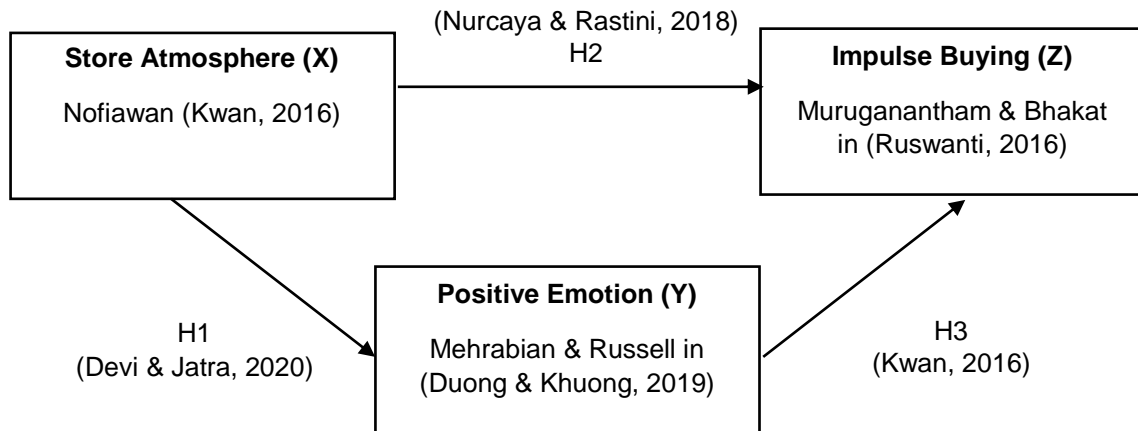 (Nurcaya & Rastini, 2018)
H2
Store Atmosphere (X)
Nofiawan (Kwan, 2016)
Impulse Buying (Z)
Muruganantham & Bhakat
in (Ruswanti, 2016)
Positive Emotion (Y)
Mehrabian & Russell in
(Duong & Khuong, 2019)
H1
(Devi & Jatra, 2020)
H3
(Kwan, 2016)